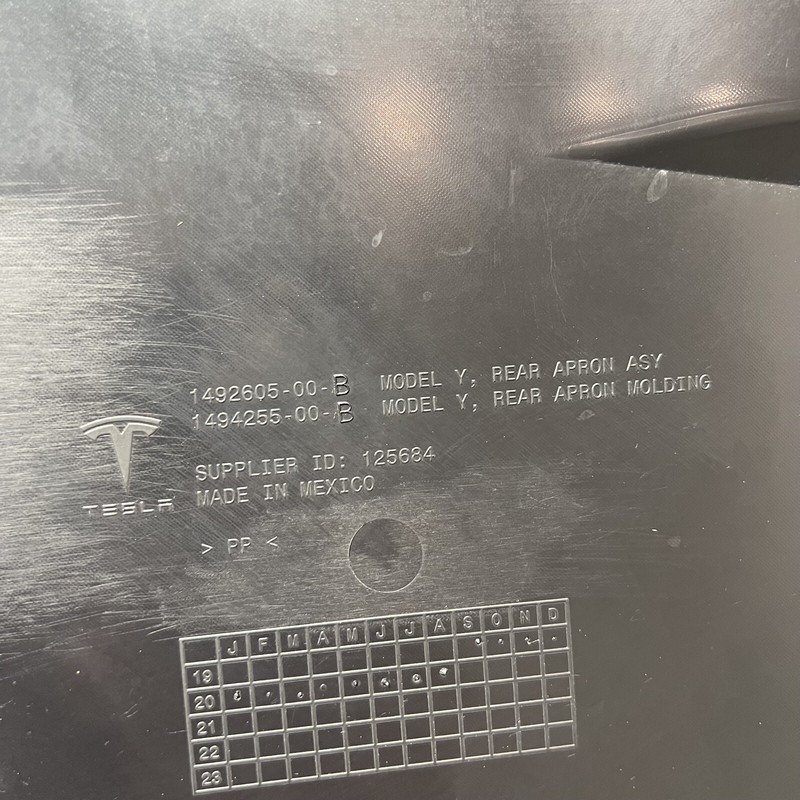 1492605-00-B MODEL Y, REAR APRON ASY
1494255-00-B MODEL Y, REAR APRON MOLDING
TESLA
SUPPLIER ID: 125684
MADE IN MEXICO
> PP <
J F M A M J J A S O N D
19
20
21
22
23